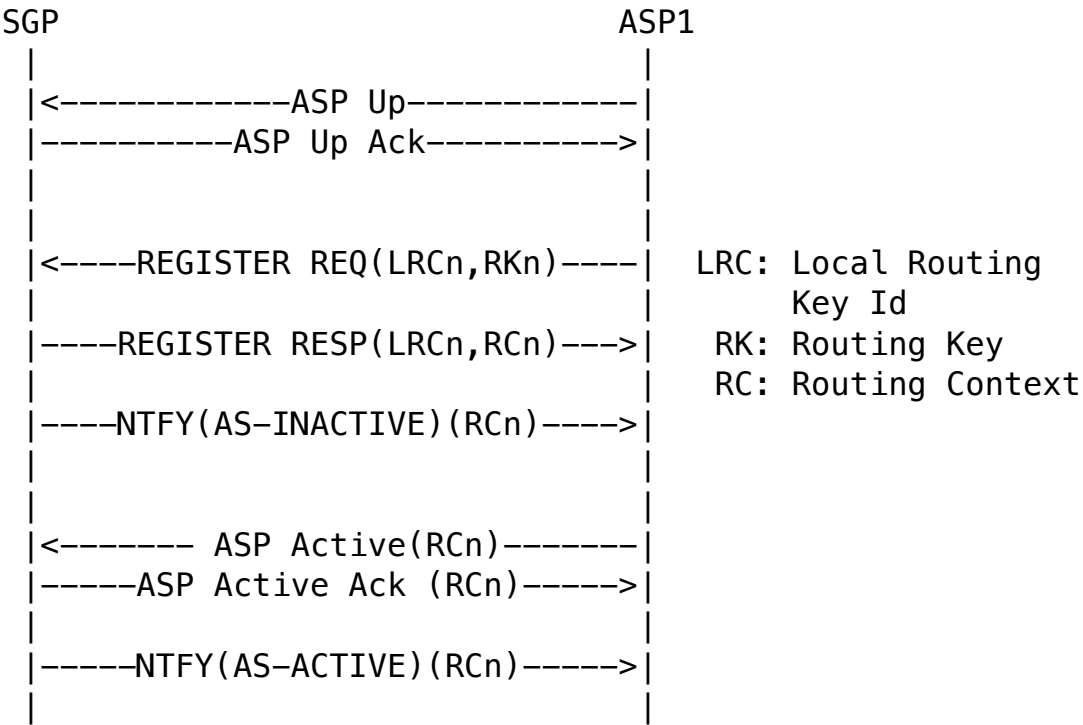 SGP                             ASP1
 |                                |
 |<------------ASP Up------------|
 |----------ASP Up Ack---------->|
 |                                |
 |                                |
 |<----REGISTER REQ(LRCn,RKn)----|  LRC: Local Routing
 |                                |       Key Id
 |----REGISTER RESP(LRCn,RCn)--->|   RK: Routing Key
 |                                |   RC: Routing Context
 |----NTFY(AS-INACTIVE)(RCn)---->|
 |                                |
 |                                |
 |<------- ASP Active(RCn)-------|
 |-----ASP Active Ack (RCn)----->|
 |                                |
 |-----NTFY(AS-ACTIVE)(RCn)----->|
 |                                |